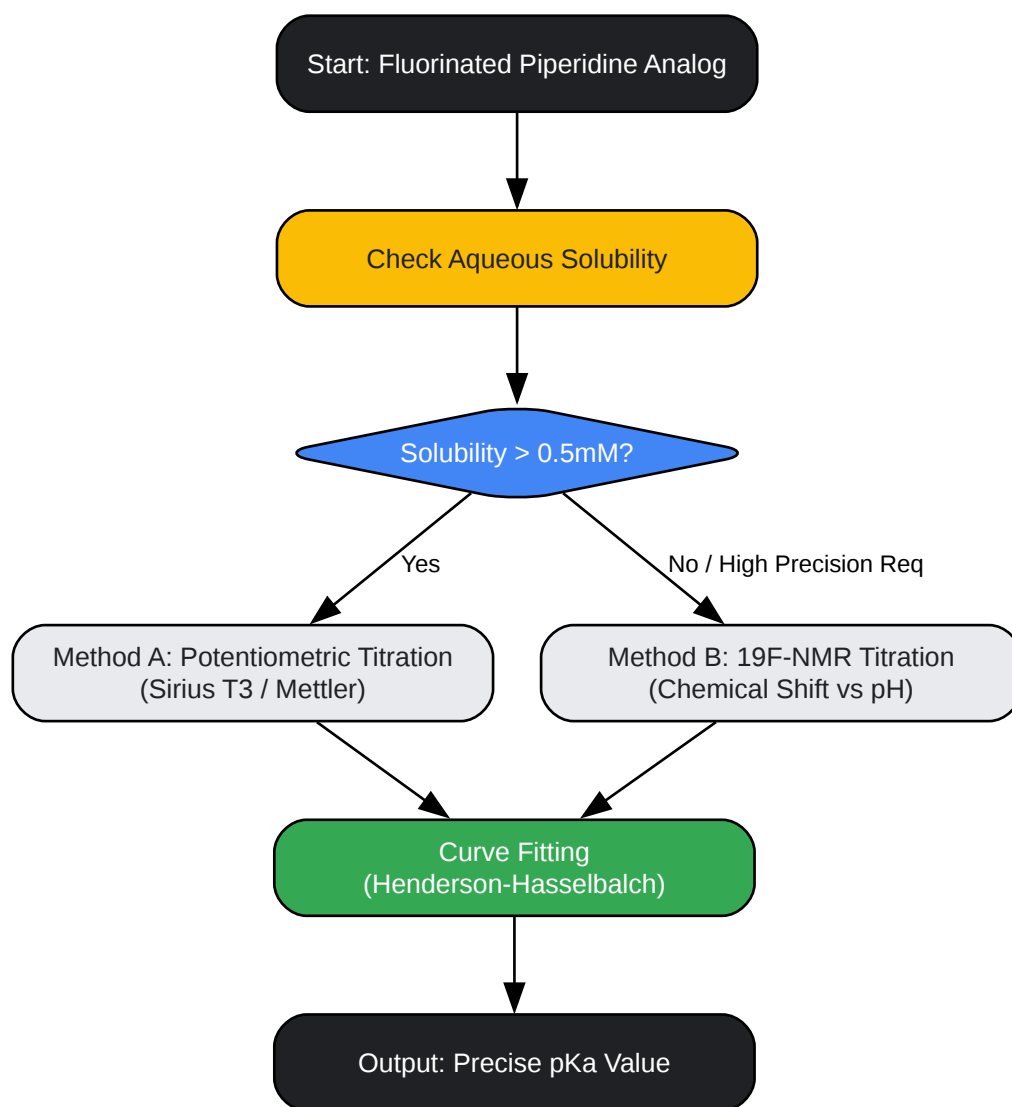 Start: Fluorinated Piperidine Analog
Check Aqueous Solubility
Solubility > 0.5mM?
Yes
No / High Precision Req
Method A: Potentiometric Titration
(Sirius T3 / Mettler)
Method B: 19F-NMR Titration
(Chemical Shift vs pH)
Curve Fitting
(Henderson-Hasselbalch)
Output: Precise pKa Value